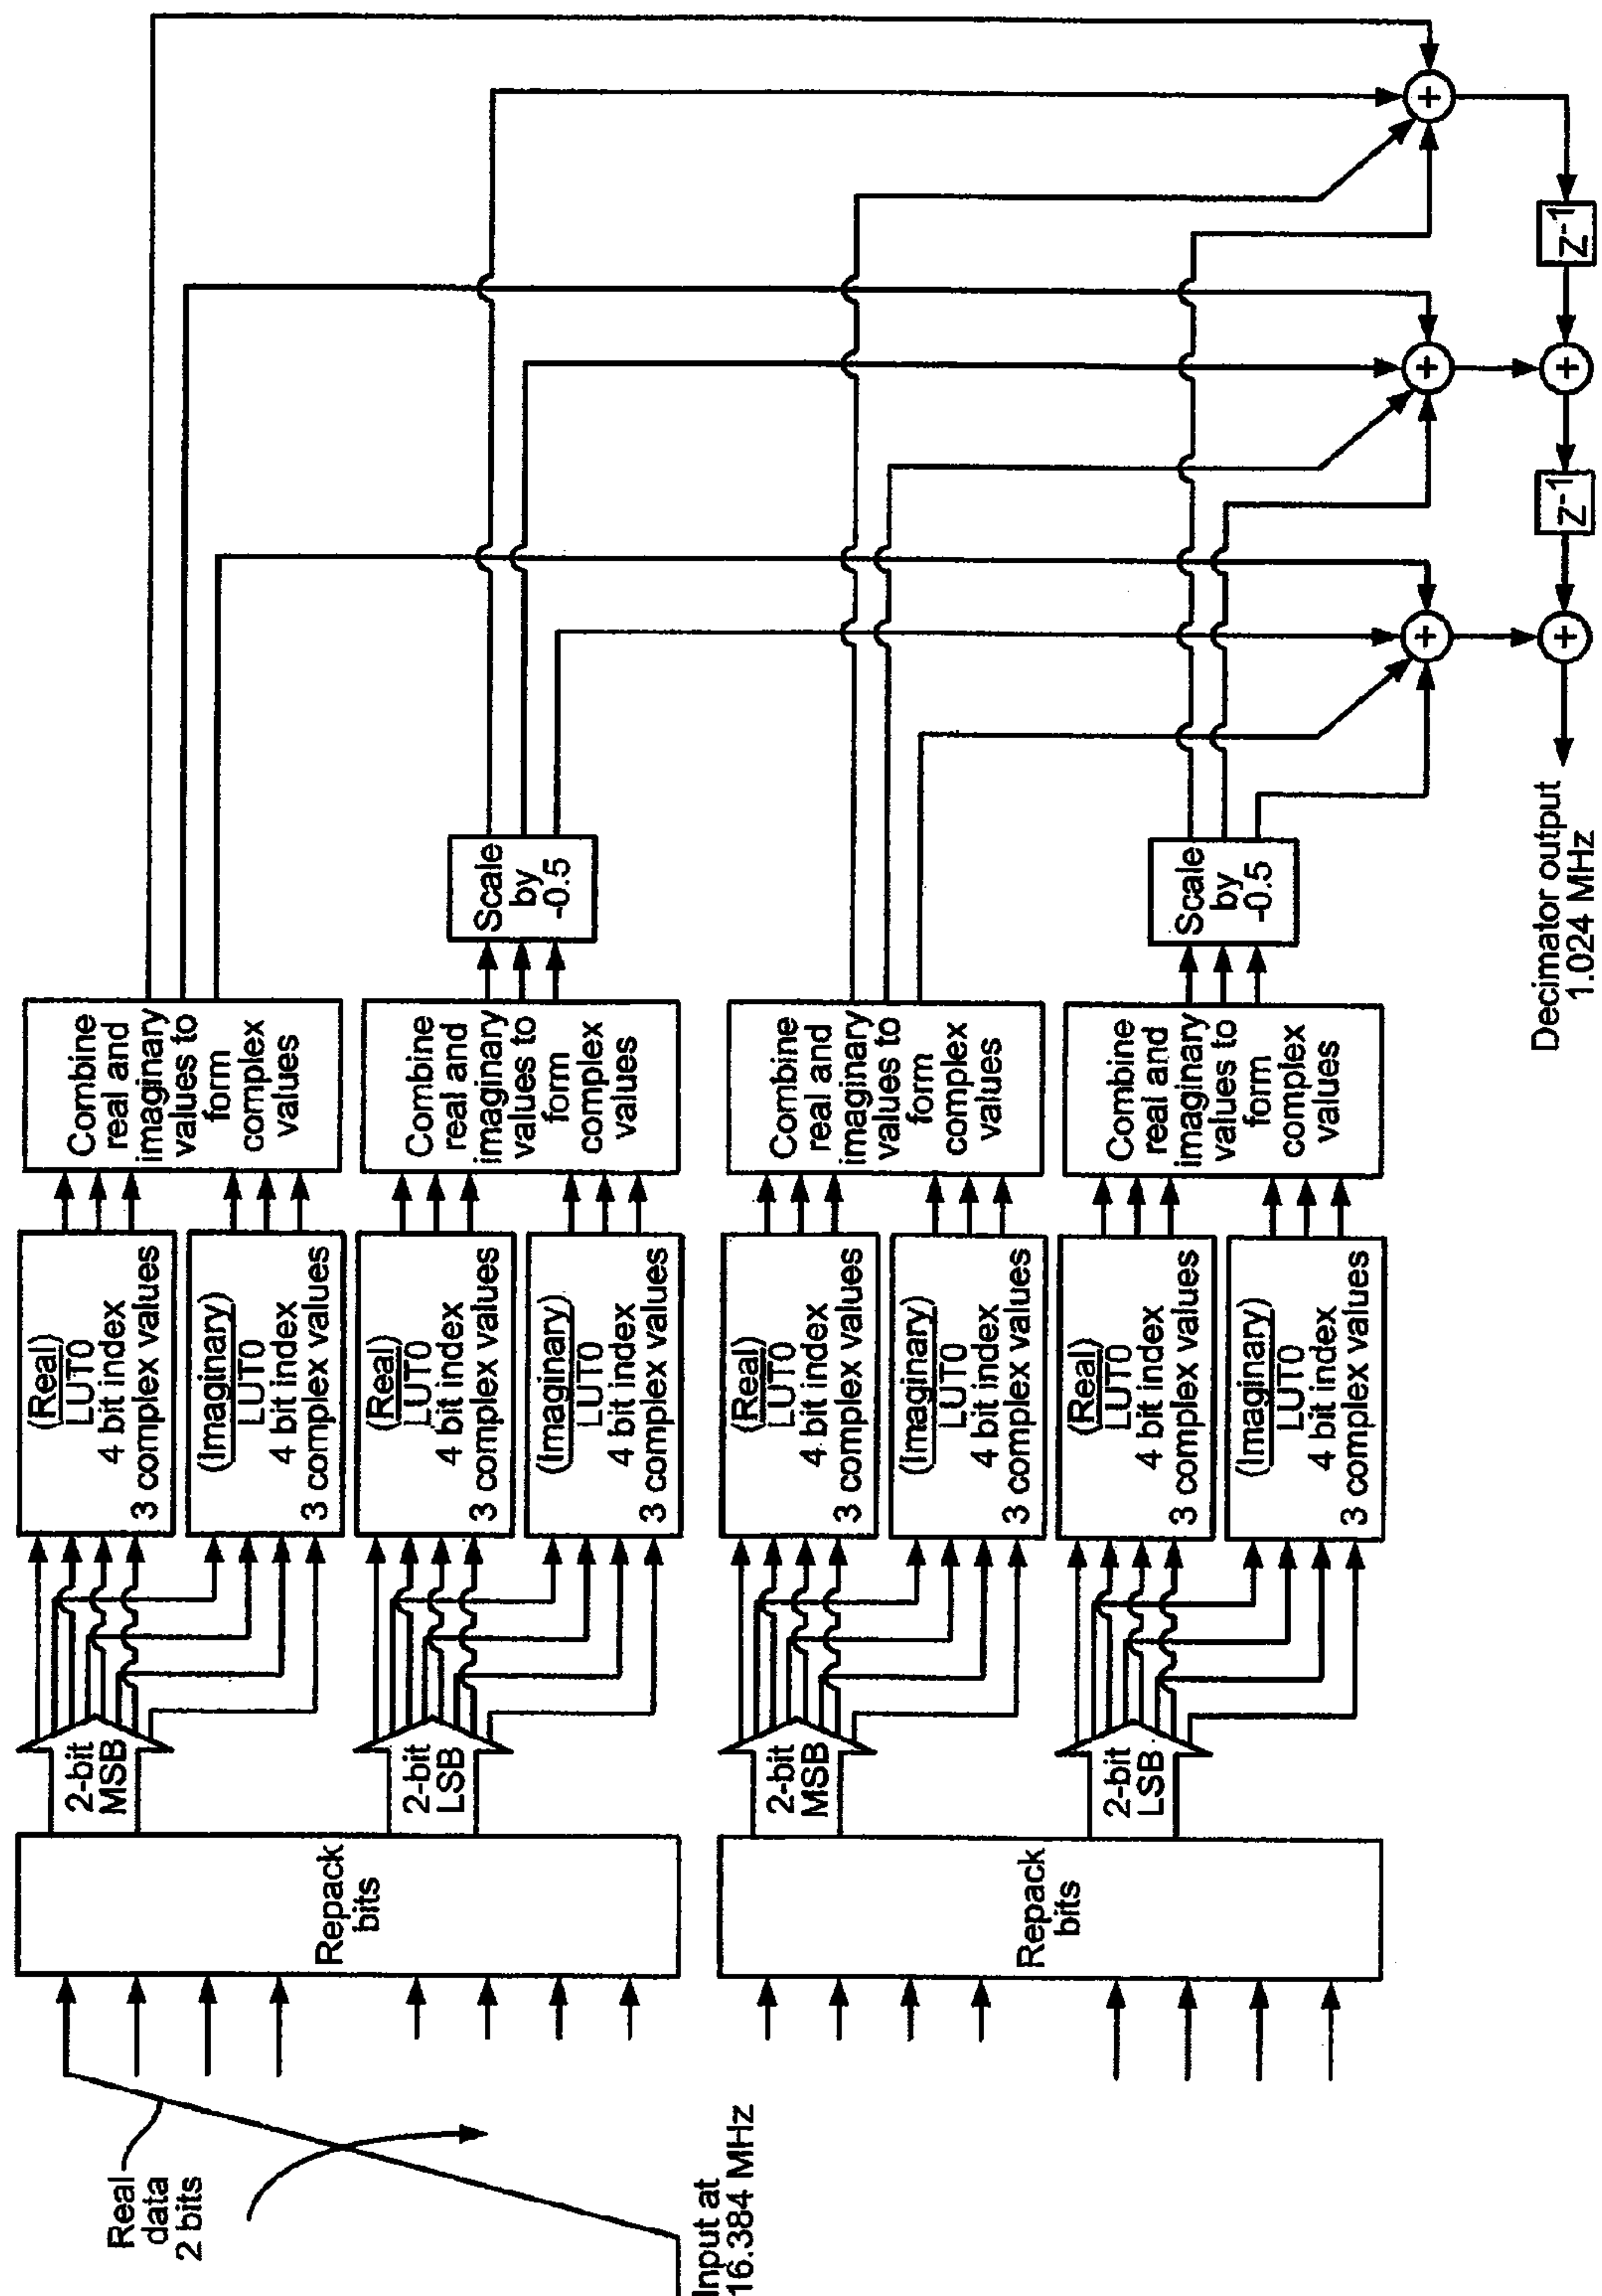 Input at
16.384 MHz
Real
data
2 bits
Repack
bits
Repack
bits
2-bit
MSB
2-bit
LSB
2-bit
MSB
2-bit
LSB
(Real)
LUT0
4 bit index
3 complex values
(Imaginary)
LUT0
4 bit index
3 complex values
(Real)
LUT0
4 bit index
3 complex values
(Imaginary)
LUT0
4 bit index
3 complex values
(Real)
LUT0
4 bit index
3 complex values
(Imaginary)
LUT0
4 bit index
3 complex values
(Real)
LUT0
4 bit index
3 complex values
(Imaginary)
LUT0
4 bit index
3 complex values
Combine
real and
imaginary
values to
form
complex
values
Combine
real and
imaginary
values to
form
complex
values
Combine
real and
imaginary
values to
form
complex
values
Combine
real and
imaginary
values to
form
complex
values
Scale
by
-0.5
Scale
by
-0.5
+
+
+
+
+
z-1
z-1
Decimator output
1.024 MHz